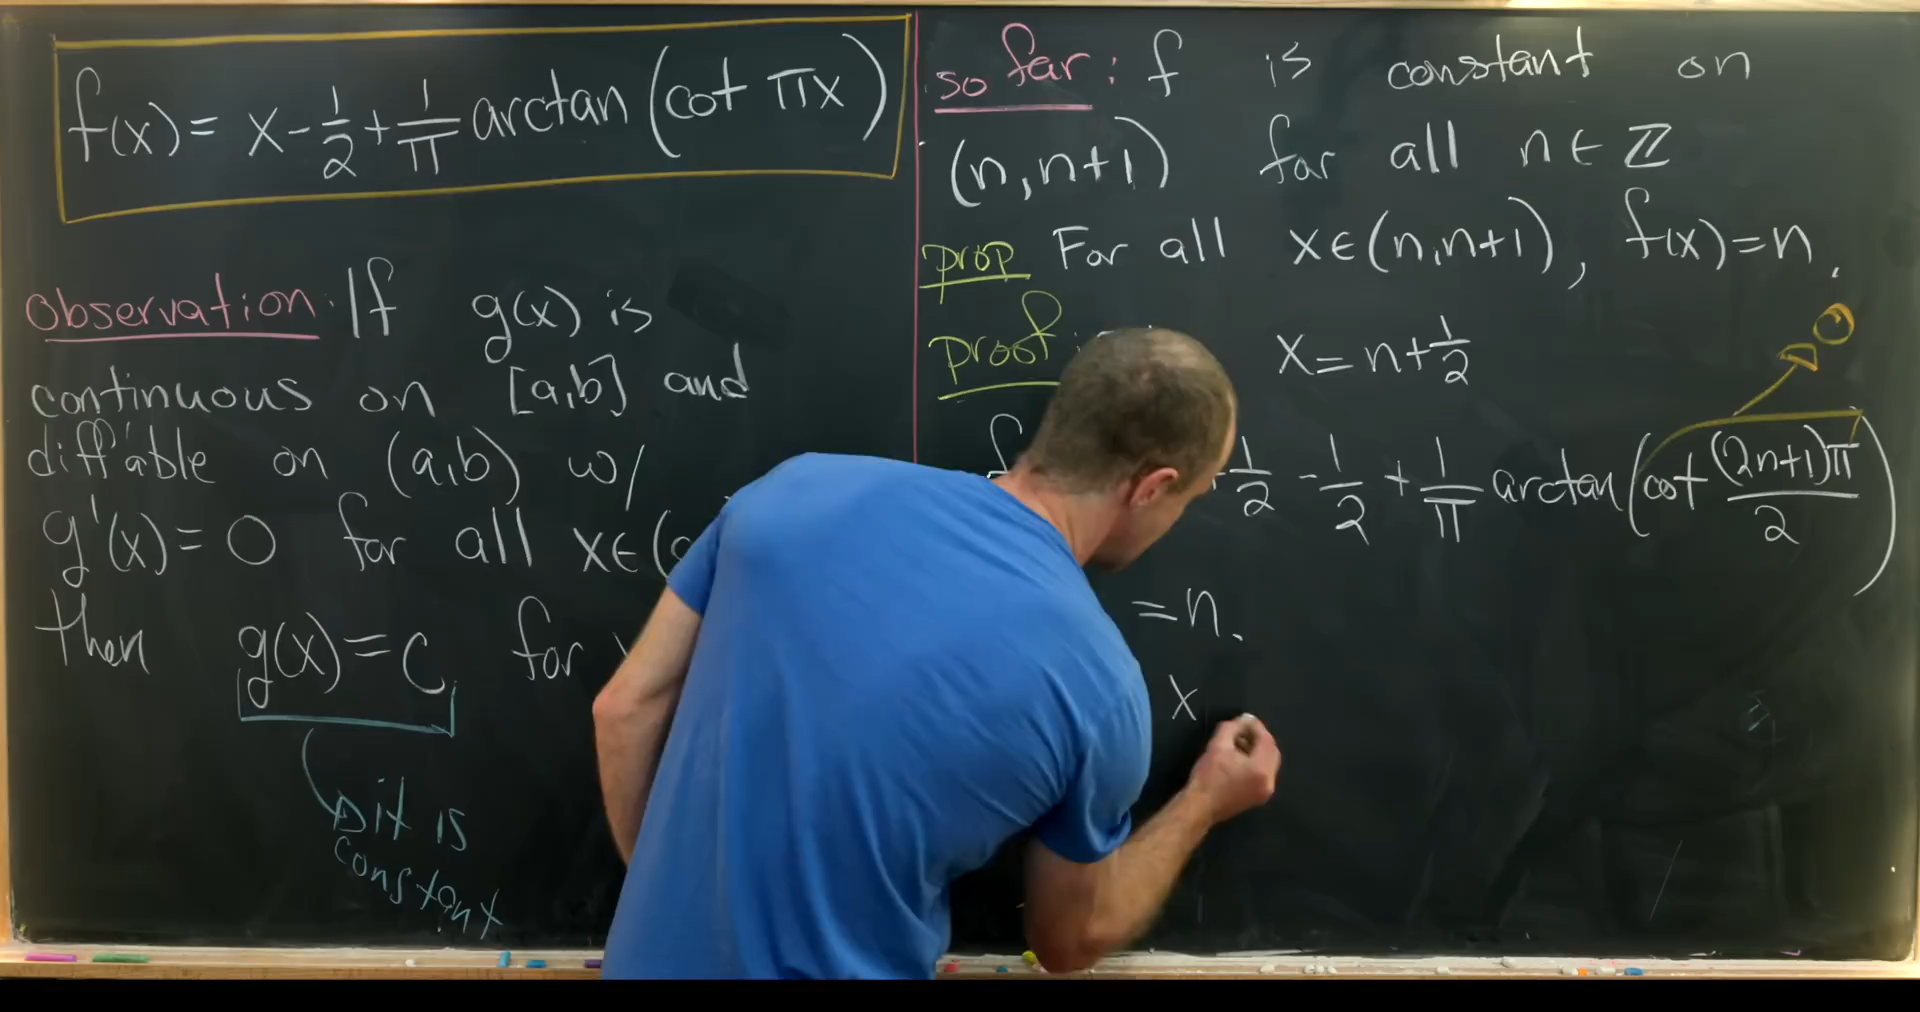 f(x) = x - 1/2 + 1/π arctan(cot πx)
observation: If g(x) is
continuous on [a,b] and
diff'able on (a,b) w/
g'(x) = 0 for all x∈(
then g(x) = c for
it is
constant
so far: f is constant on
(n, n+1) for all n∈ℤ
prop For all x∈(n,n+1), f(x)=n.
proof: x = n+1/2
f 1/2 - 1/2 + 1/π arctan(cot (2n+1)π/2)
0
= n.
x